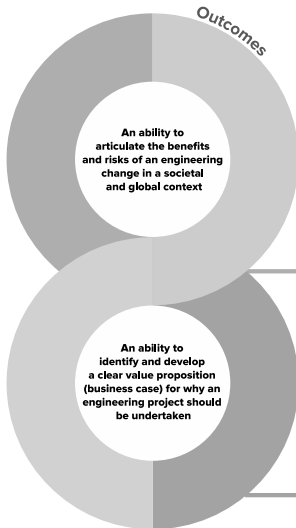 Outcomes
An ability to
articulate the benefits
and risks of an engineering
change in a societal
and global context
An ability to
identify and develop
a clear value proposition
(business case) for why an
engineering project should
be undertaken